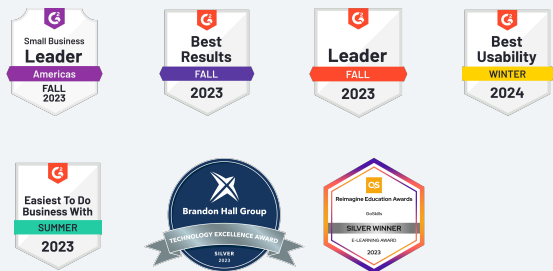 G2
Small Business
Leader
Americas
FALL
2023
G2
Best
Results
FALL
2023
G2
Leader
FALL
2023
G2
Best
Usability
WINTER
2024
G2
Easiest To Do
Business With
SUMMER
2023
Brandon Hall Group
TECHNOLOGY EXCELLENCE AWARD
SILVER
2023
QS
Reimagine Education Awards
GoSkills
SILVER WINNER
E-LEARNING AWARD
2023